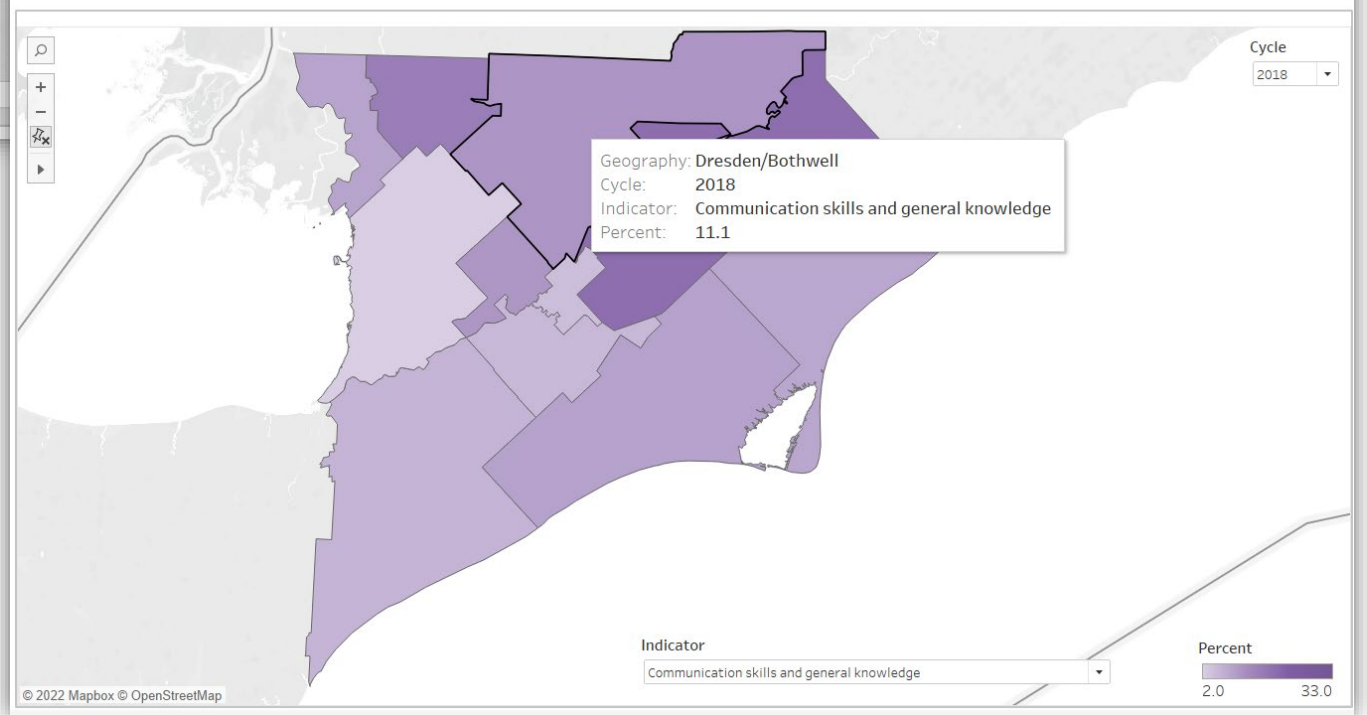 Cycle
2018
Geography: Dresden/Bothwell
Cycle: 2018
Indicator: Communication skills and general knowledge
Percent: 11.1
Indicator
Communication skills and general knowledge
Percent
2.0 33.0
© 2022 Mapbox © OpenStreetMap